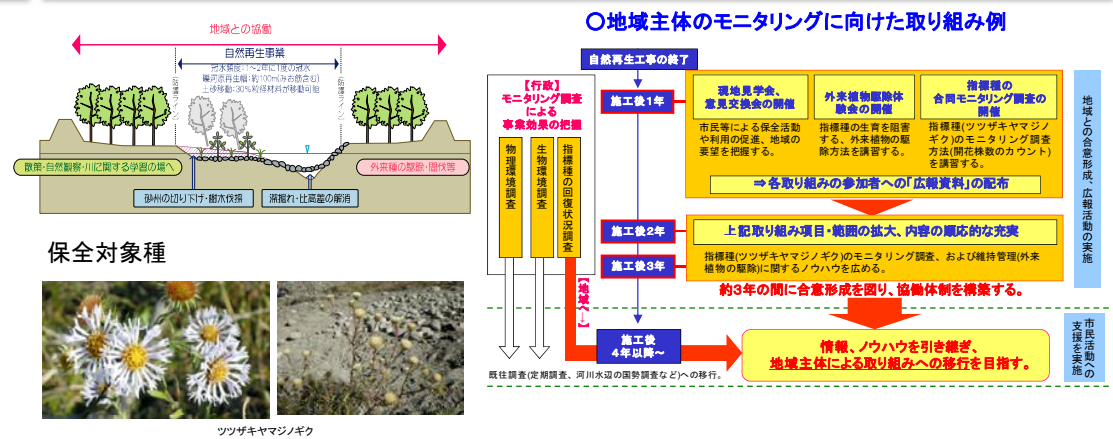 地域との協働
自然再生事業
冠水頻度:1~2年に1度の冠水
礫河原再生幅:約100m(みお筋含む)
土砂移動:30%粒径材料が移動可能
散策・自然観察・川に関する学習の場へ
外来種の駆除・間伐等
砂州の切り下げ・樹木伐採
深掘れ・比高差の解消
保全対象種
ツツザキヤマジノギク
〇地域主体のモニタリングに向けた取り組み例
自然再生工事の終了
【行政】
モニタリング調査
による
事業効果の把握
物理環境調査
生物環境調査
指標種の回復状況調査
【地域へ↓】
既往調査(定期調査、河川水辺の国勢調査など)への移行。
施工後1年
現地見学会、
意見交換会の開催
市民等による保全活動
や利用の促進、地域の
要望を把握する。
外来植物駆除体
験会の開催
指標種の生育を阻害
する、外来植物の駆
除方法を講習する。
指標種の
合同モニタリング調査の
開催
指標種(ツツザキヤマジノ
ギク)のモニタリング調査
方法(開花株数のカウント)
を講習する。
⇒各取り組みの参加者への「広報資料」の配布
施工後2年
上記取り組み項目・範囲の拡大、内容の順応的な充実
施工後3年
指標種(ツツザキヤマジノギク)のモニタリング調査、および維持管理(外来
植物の駆除)に関するノウハウを広める。
約3年の間に合意形成を図り、協働体制を構築する。
施工後
4年以降~
情報、ノウハウを引き継ぎ、
地域主体による取り組みへの移行を目指す。
地域との合意形成、広報活動の実施
市民活動への
支援を実施